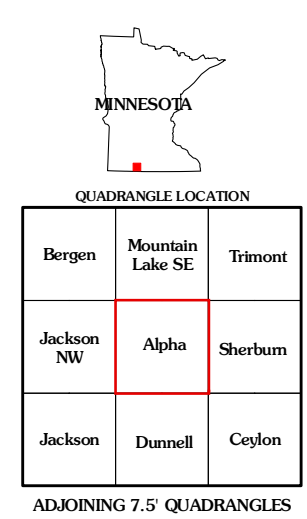 MINNESOTA
QUADRANGLE LOCATION
Bergen
Mountain
Lake SE
Trimont
Jackson
NW
Alpha
Sherburn
Jackson
Dunnell
Ceylon
ADJOINING 7.5' QUADRANGLES